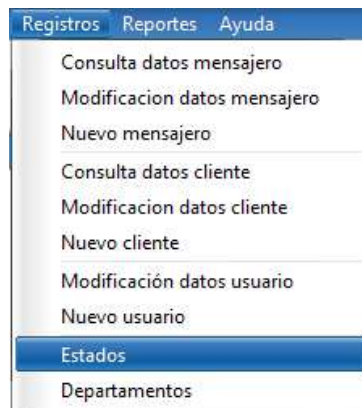 Registros Reportes Ayuda
Consulta datos mensajero
Modificacion datos mensajero
Nuevo mensajero
Consulta datos cliente
Modificacion datos cliente
Nuevo cliente
Modificación datos usuario
Nuevo usuario
Estados
Departamentos